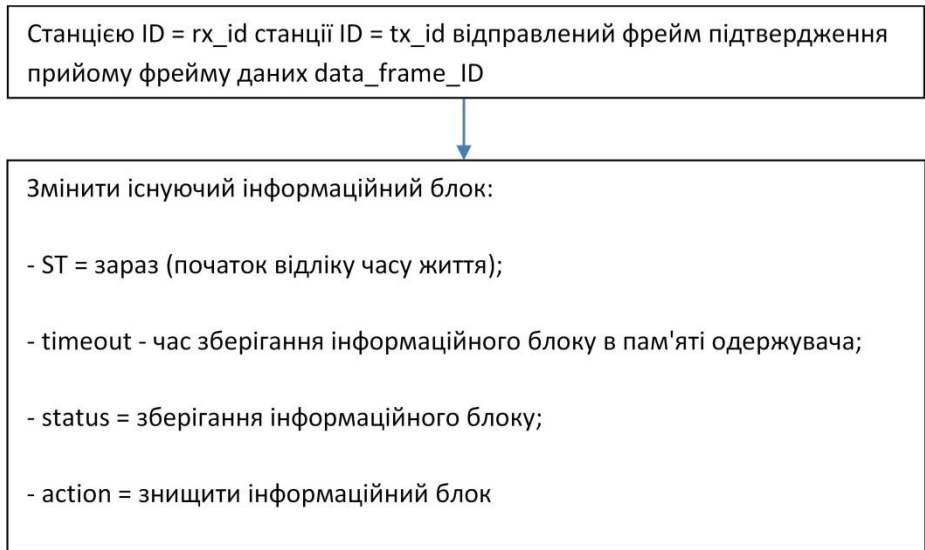 Станцією ID = rx_id станції ID = tx_id відправлений фрейм підтвердження
прийому фрейму даних data_frame_ID
Змінити існуючий інформаційний блок:
- ST = зараз (початок відліку часу життя);
- timeout - час зберігання інформаційного блоку в пам'яті одержувача;
- status = зберігання інформаційного блоку;
- action = знищити інформаційний блок